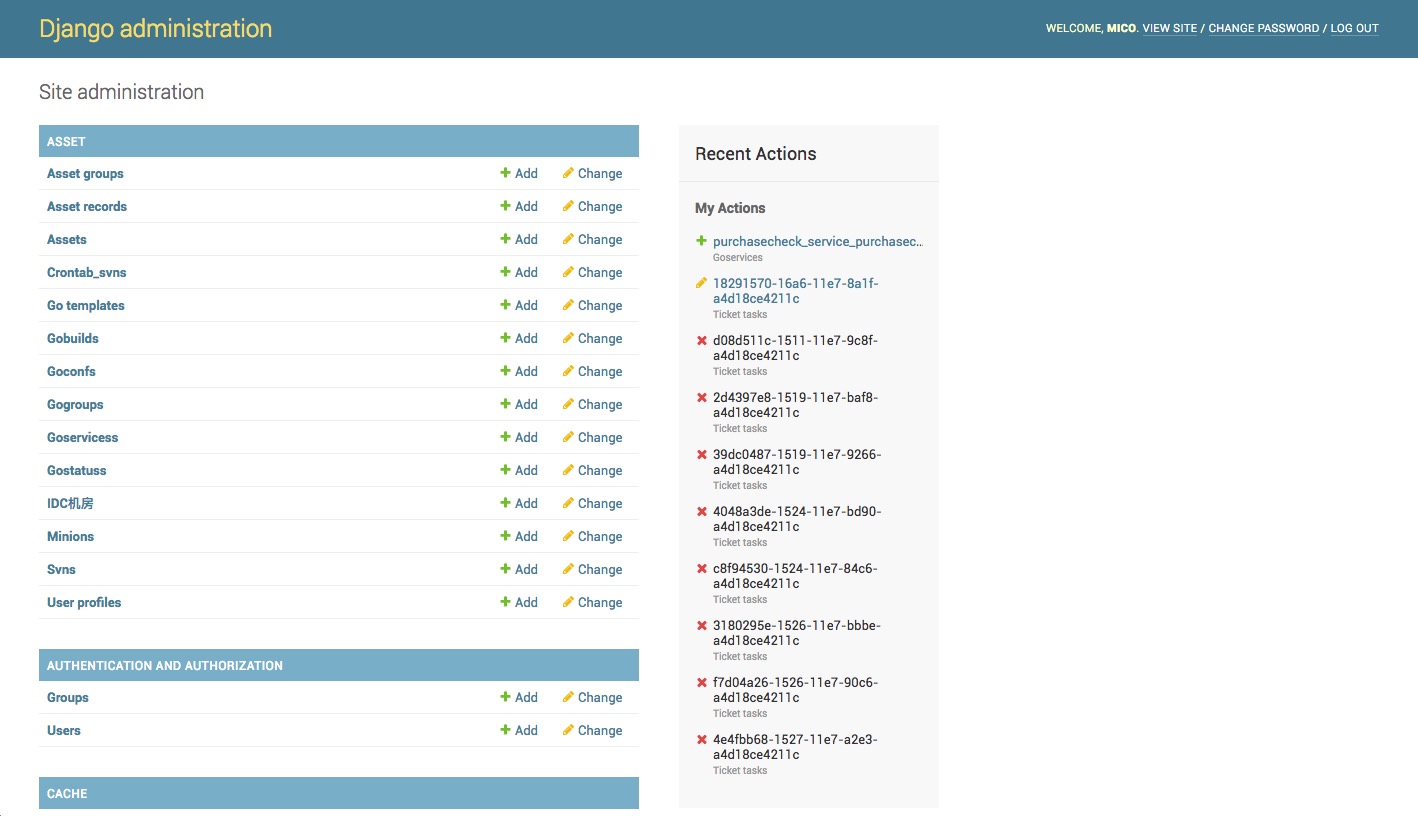 Django administration
WELCOME, MICO. VIEW SITE / CHANGE PASSWORD / LOG OUT
Site administration
ASSET
Asset groups Add Change
Asset records Add Change
Assets Add Change
Crontab_svns Add Change
Go templates Add Change
Gobuilds Add Change
Goconfs Add Change
Gogroups Add Change
Goservicess Add Change
Gostatuss Add Change
IDC机房 Add Change
Minions Add Change
Svns Add Change
User profiles Add Change
AUTHENTICATION AND AUTHORIZATION
Groups Add Change
Users Add Change
CACHE
Recent Actions
My Actions
purchasecheck_service_purchasec...
Goservices
18291570-16a6-11e7-8a1f-
a4d18ce4211c
Ticket tasks
d08d511c-1511-11e7-9c8f-
a4d18ce4211c
Ticket tasks
2d4397e8-1519-11e7-baf8-
a4d18ce4211c
Ticket tasks
39dc0487-1519-11e7-9266-
a4d18ce4211c
Ticket tasks
4048a3de-1524-11e7-bd90-
a4d18ce4211c
Ticket tasks
c8f94530-1524-11e7-84c6-
a4d18ce4211c
Ticket tasks
3180295e-1526-11e7-bbbe-
a4d18ce4211c
Ticket tasks
f7d04a26-1526-11e7-90c6-
a4d18ce4211c
Ticket tasks
4e4fbb68-1527-11e7-a2e3-
a4d18ce4211c
Ticket tasks